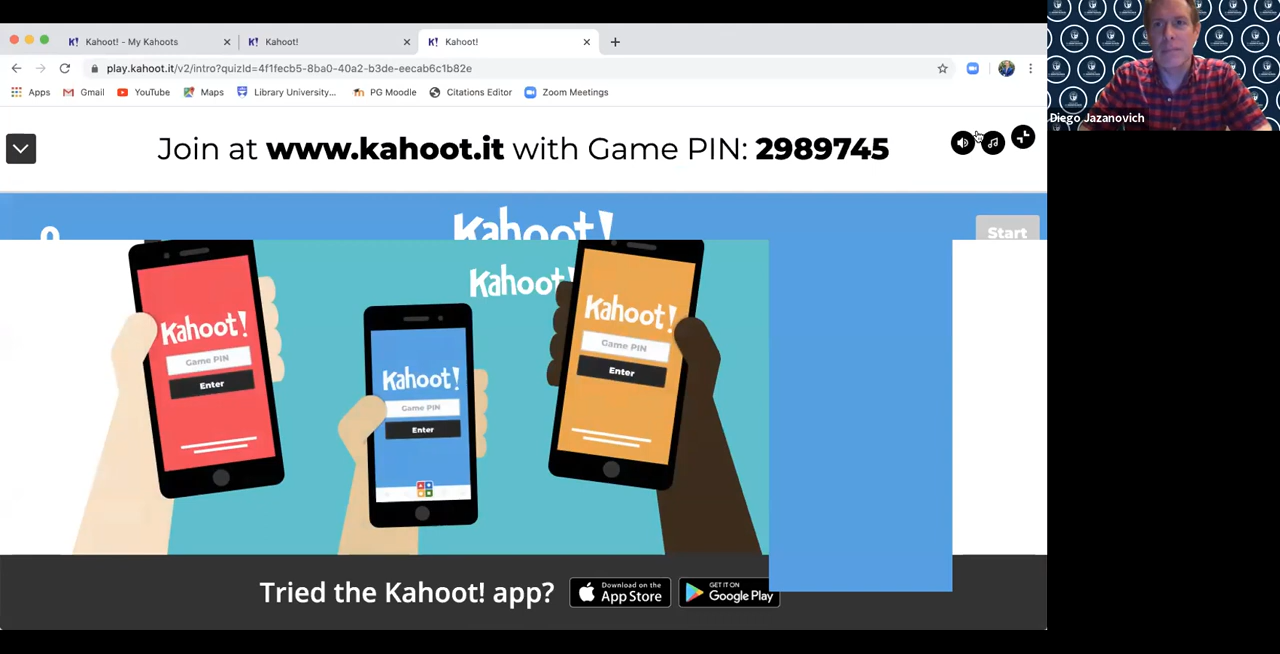 Kahoot! - My Kahoots
Kahoot!
Kahoot!
play.kahoot.it/v2/intro?quizId=4f1fecb5-8ba0-40a2-b3de-eecab6c1b82e
Apps Gmail YouTube Maps Library University... PG Moodle Citations Editor Zoom Meetings
Diego Jazanovich
Join at www.kahoot.it with Game PIN: 2989745
0
Kahoot!
Start
Kahoot!
Kahoot!
Game PIN
Enter
Kahoot!
Game PIN
Enter
Kahoot!
Game PIN
Enter
Tried the Kahoot! app?
Download on the
App Store
GET IT ON
Google Play